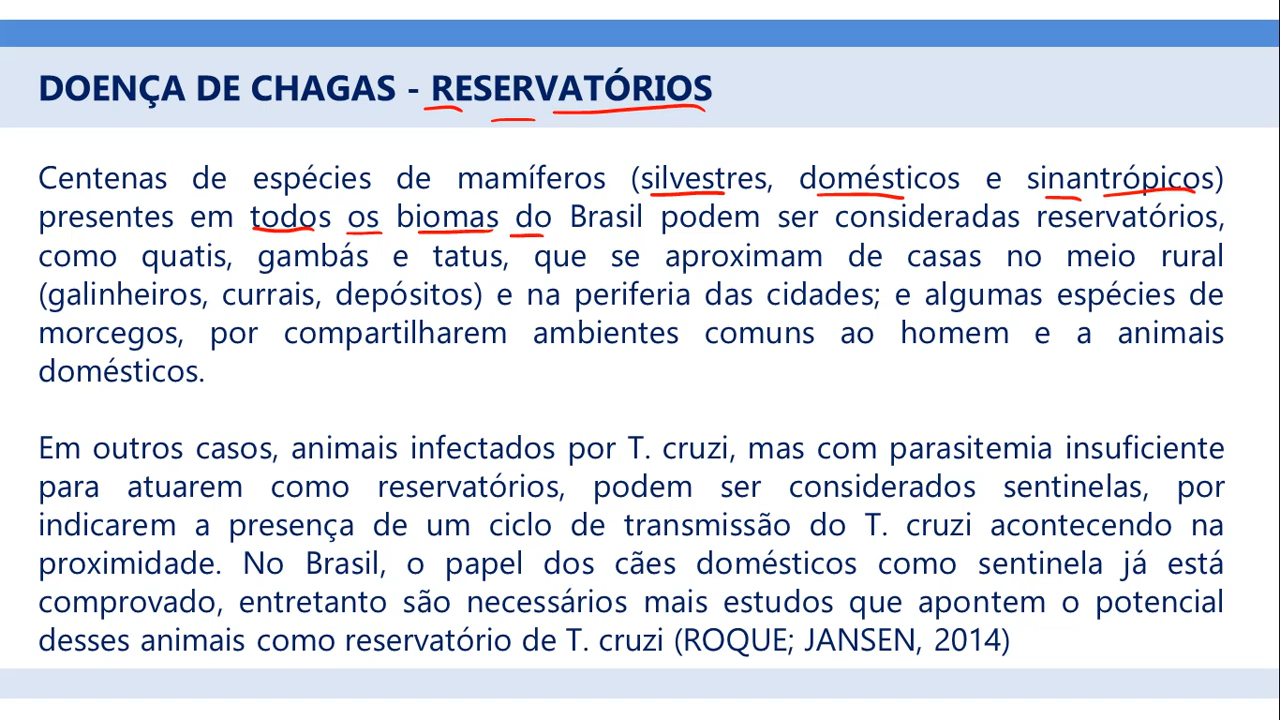 DOENÇA DE CHAGAS - RESERVATÓRIOS
Centenas de espécies de mamíferos (silvestres, domésticos e sinantrópicos)
presentes em todos os biomas do Brasil podem ser consideradas reservatórios,
como quatis, gambás e tatus, que se aproximam de casas no meio rural
(galinheiros, currais, depósitos) e na periferia das cidades; e algumas espécies de
morcegos, por compartilharem ambientes comuns ao homem e a animais
domésticos.
Em outros casos, animais infectados por T. cruzi, mas com parasitemia insuficiente
para atuarem como reservatórios, podem ser considerados sentinelas, por
indicarem a presença de um ciclo de transmissão do T. cruzi acontecendo na
proximidade. No Brasil, o papel dos cães domésticos como sentinela já está
comprovado, entretanto são necessários mais estudos que apontem o potencial
desses animais como reservatório de T. cruzi (ROQUE; JANSEN, 2014)